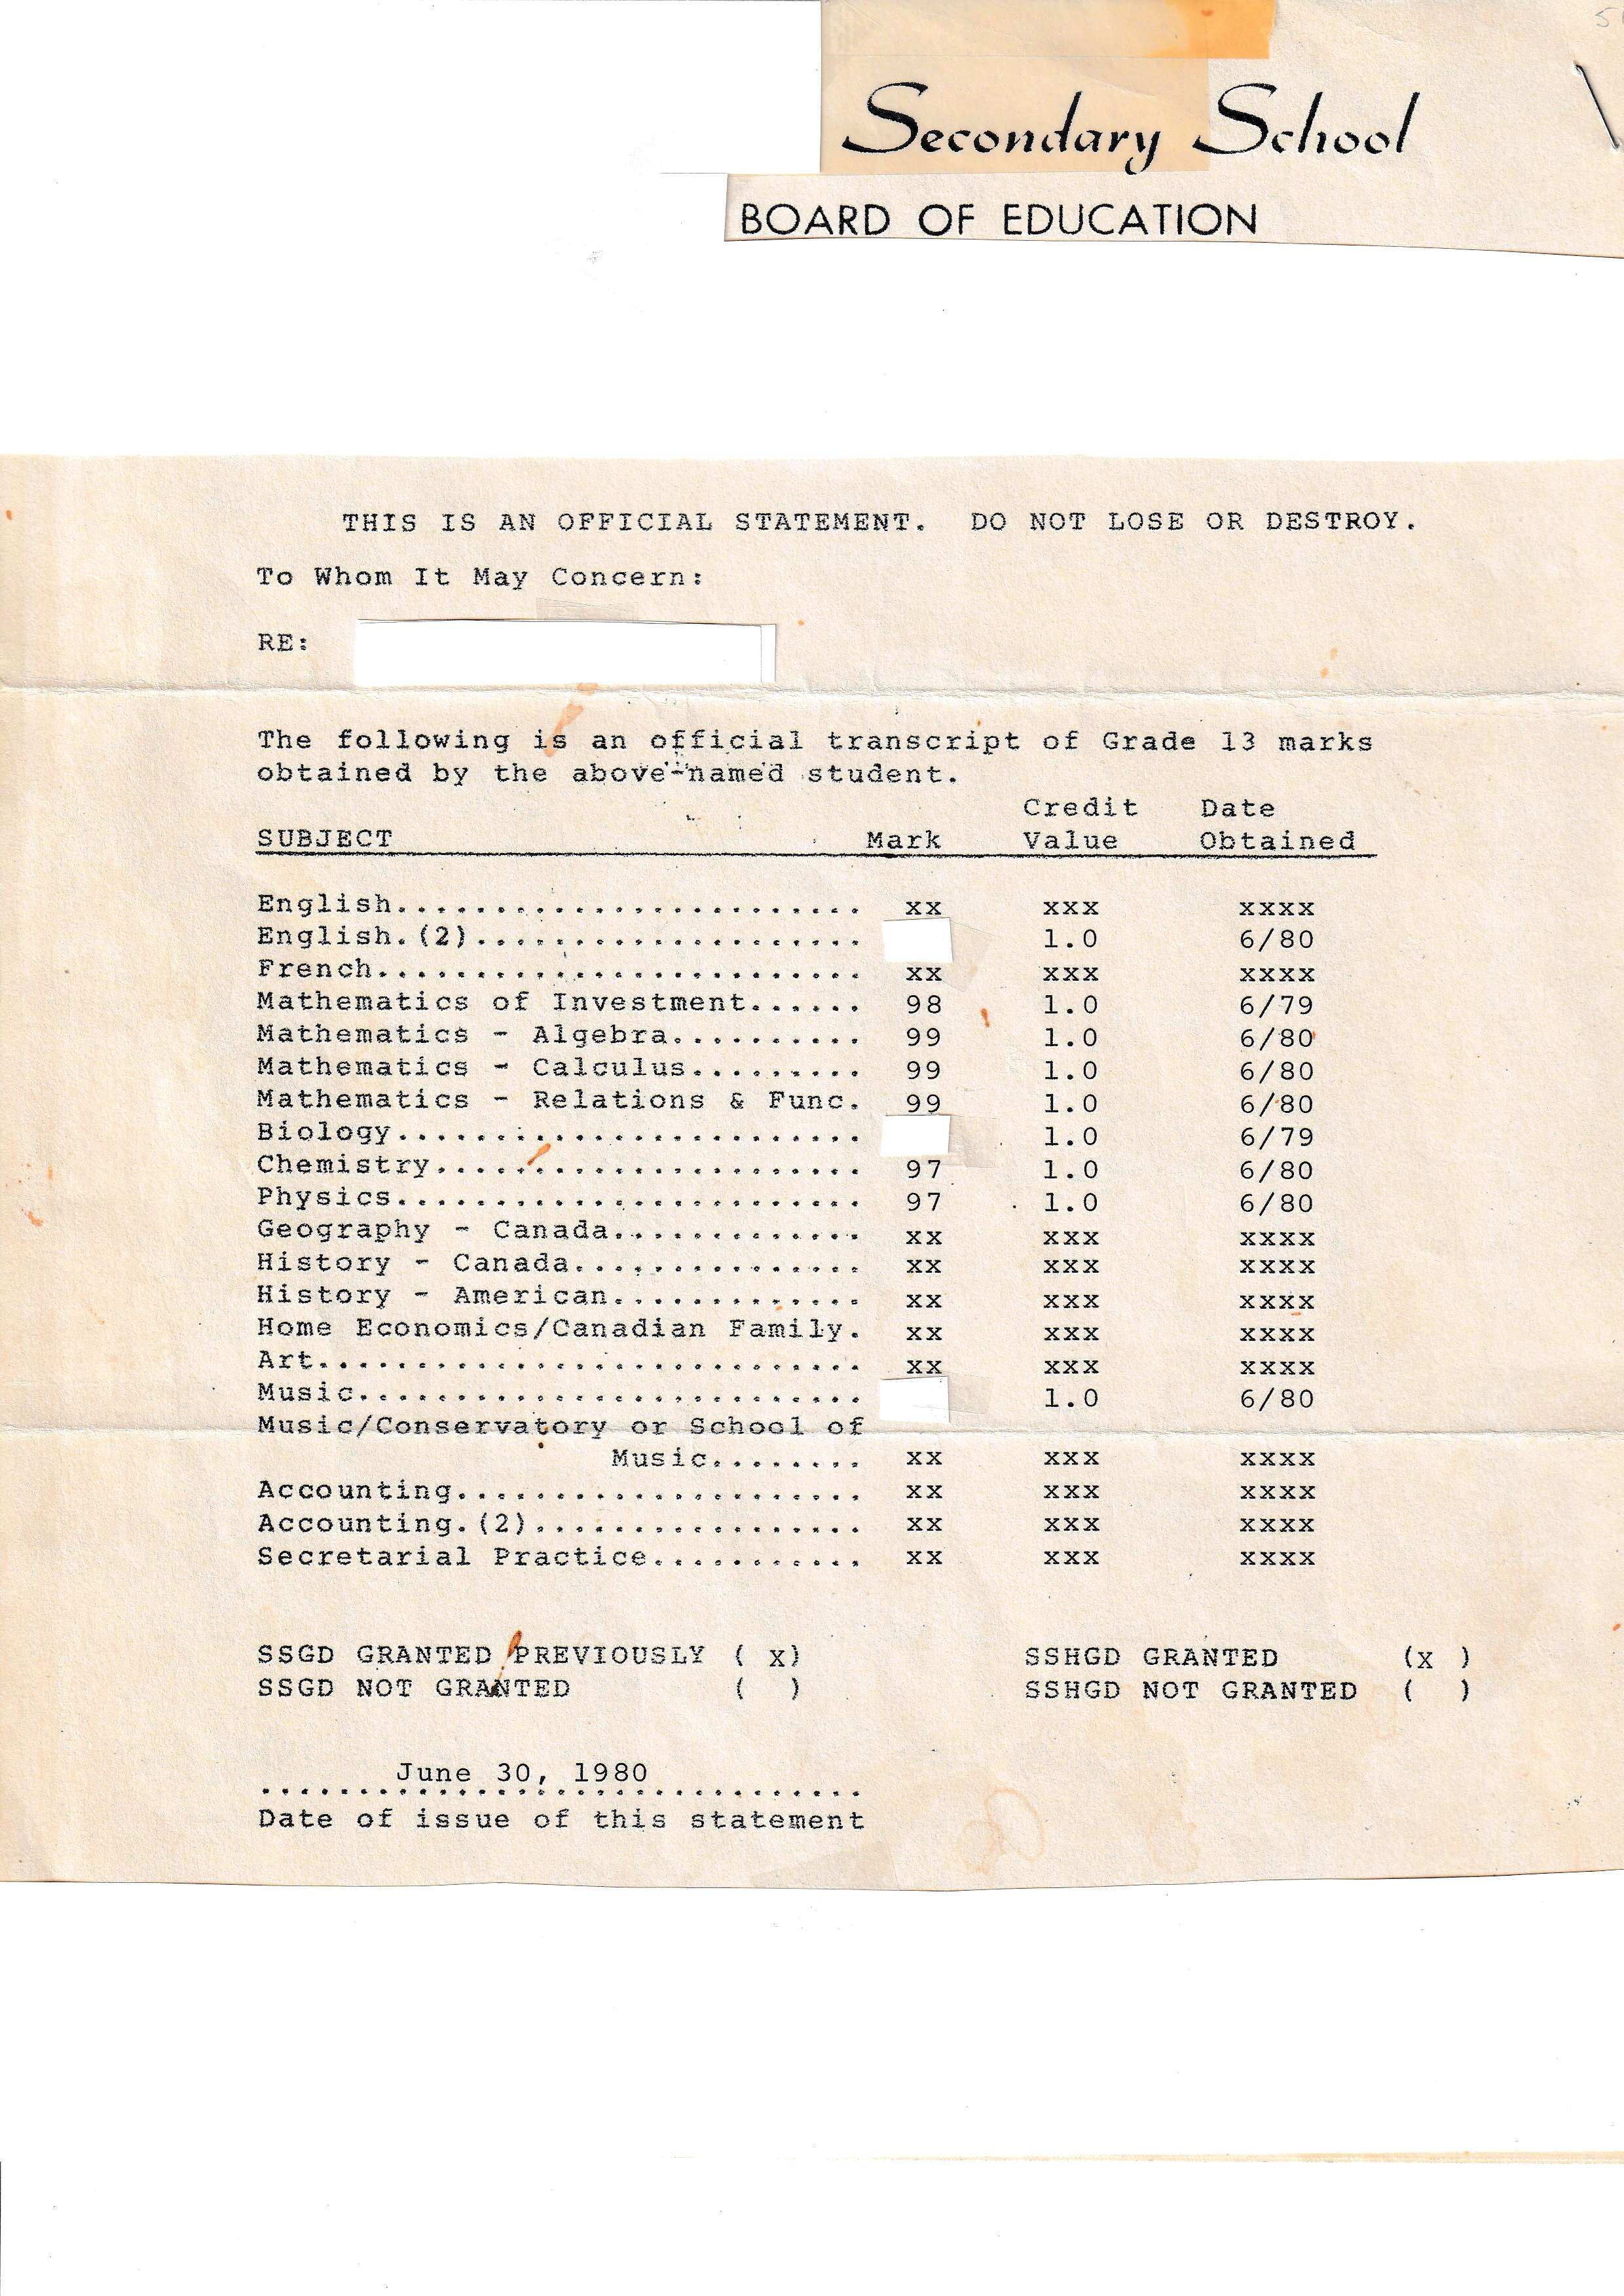 Secondary School
BOARD OF EDUCATION
THIS IS AN OFFICIAL STATEMENT. DO NOT LOSE OR DESTROY.
To Whom It May Concern:
RE:
The following is an official transcript of Grade 13 marks
obtained by the above-named student.
Credit Date
SUBJECT Mark Value Obtained
English........................ xx xxx xxxx
English.(2).................... 1.0 6/80
French......................... xx xxx xxxx
Mathematics of Investment...... 98 1.0 6/79
Mathematics - Algebra.......... 99 1.0 6/80
Mathematics - Calculus......... 99 1.0 6/80
Mathematics - Relations & Func. 99 1.0 6/80
Biology........................ 1.0 6/79
Chemistry...................... 97 1.0 6/80
Physics........................ 97 1.0 6/80
Geography - Canada............. xx xxx xxxx
History - Canada............... xx xxx xxxx
History - American............. xx xxx xxxx
Home Economics/Canadian Family. xx xxx xxxx
Art............................ xx xxx xxxx
Music.......................... 1.0 6/80
Music/Conservatory or School of
Music........ xx xxx xxxx
Accounting..................... xx xxx xxxx
Accounting.(2)................. xx xxx xxxx
Secretarial Practice........... xx xxx xxxx
SSGD GRANTED PREVIOUSLY ( x) SSHGD GRANTED (x )
SSGD NOT GRANTED ( ) SSHGD NOT GRANTED ( )
June 30, 1980
...............................
Date of issue of this statement